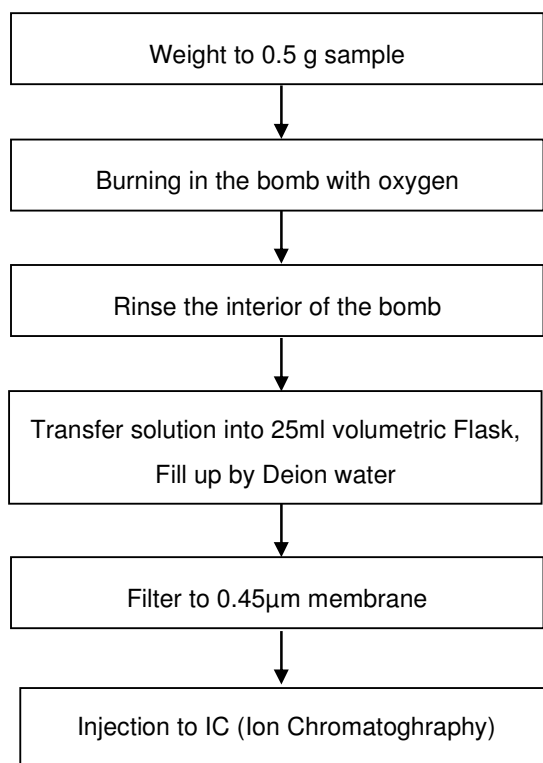 Weight to 0.5 g sample
Burning in the bomb with oxygen
Rinse the interior of the bomb
Transfer solution into 25ml volumetric Flask,
Fill up by Deion water
Filter to 0.45µm membrane
Injection to IC (Ion Chromatoghraphy)